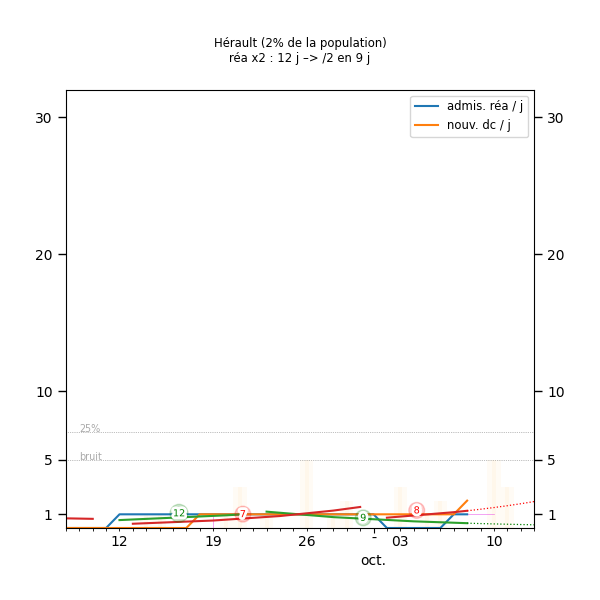 Hérault (2% de la population)
réa x2 : 12 j –> /2 en 9 j
admis. réa / j
nouv. dc / j
30 30
20 20
10 10
25%
5 bruit 5
1 12 7 9 8 1
12 19 26 - 03 10
oct.